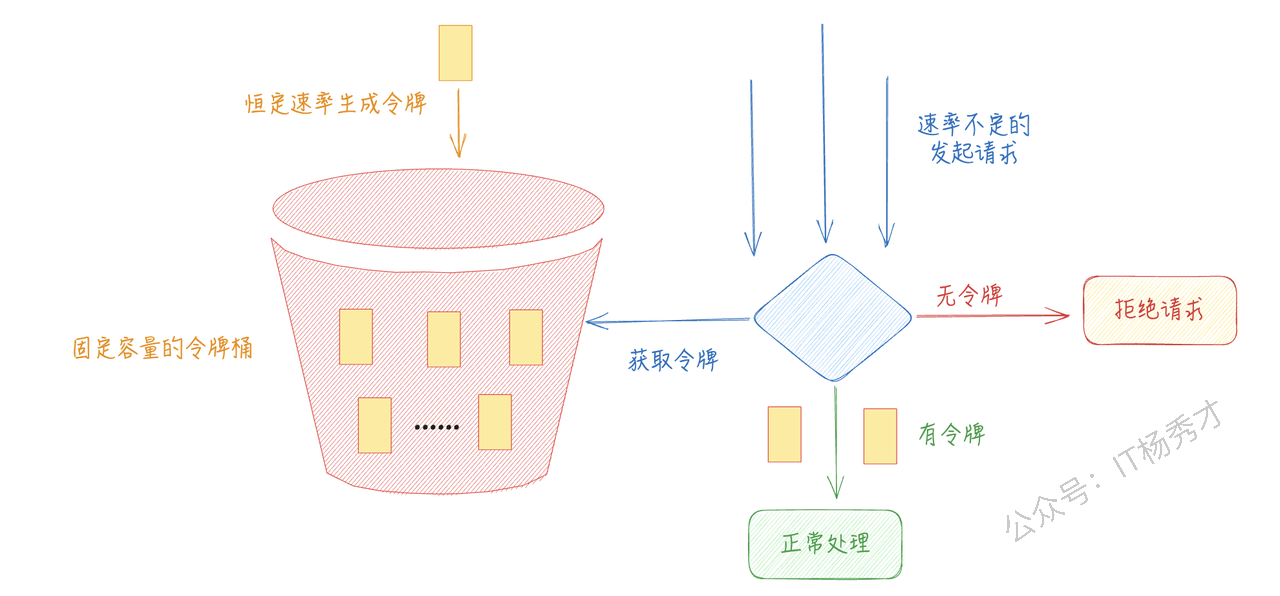 恒定速率生成令牌
速率不定的
发起请求
无令牌
拒绝请求
固定容量的令牌桶
获取令牌
......
有令牌
正常处理
公众号：IT杨秀才